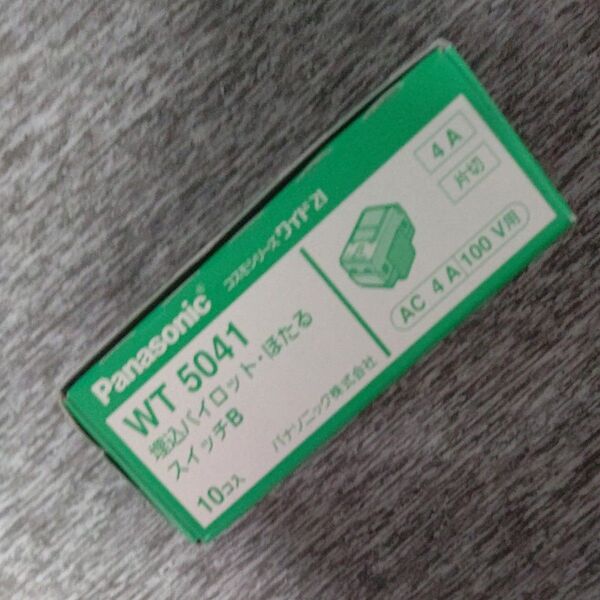 Panasonic® コスモシリーズワイド21
WT 5041
埋込パイロット・ほたる
スイッチB
10コ入
パナソニック株式会社
4 A
片切
AC 4 A 100 V用